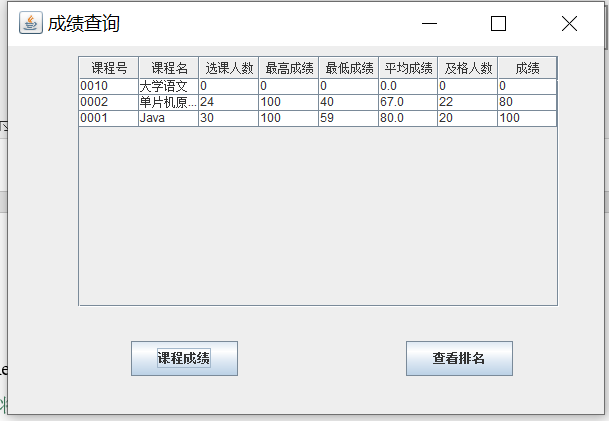 成绩查询
课程号 课程名 选课人数 最高成绩 最低成绩 平均成绩 及格人数 成绩
0010 大学语文 0 0 0 0.0 0 0
0002 单片机原... 24 100 40 67.0 22 80
0001 Java 30 100 59 80.0 20 100
课程成绩 查看排名